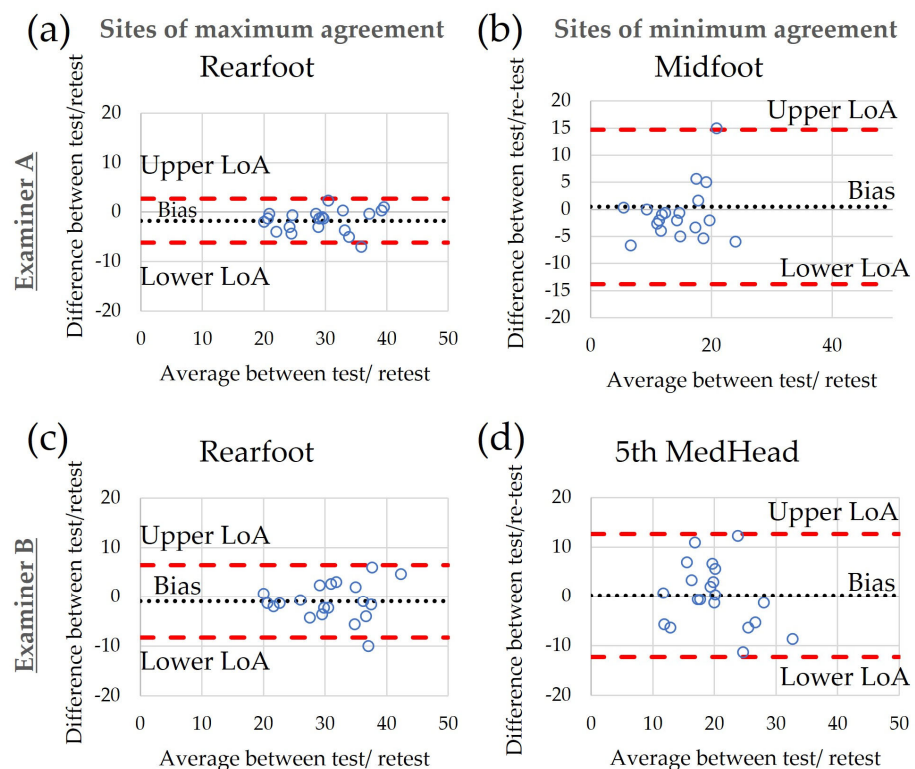 (a) Sites of maximum agreement
(b) Sites of minimum agreement
Examiner A
Rearfoot
Difference between test/retest
20
10
0
-10
-20
Upper LoA
Bias
Lower LoA
0 10 20 30 40 50
Average between test/ retest
Midfoot
Difference between test/re-test
20
15
10
5
0
-5
-10
-15
-20
Upper LoA
Bias
Lower LoA
0 20 40
Average between test/ retest
Examiner B
(c) Rearfoot
Difference between test/retest
20
10
0
-10
-20
Upper LoA
Bias
Lower LoA
0 10 20 30 40 50
Average between test/ retest
(d) 5th MedHead
Difference between test/re-test
20
10
0
-10
-20
Upper LoA
Bias
Lower LoA
0 10 20 30 40 50
Average between test/ retest